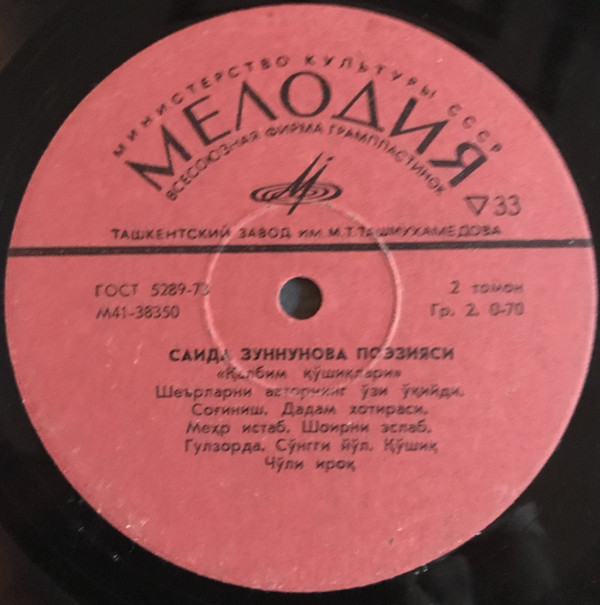 МИНИСТЕРСТВО КУЛЬТУРЫ СССР
МЕЛОДИЯ
ВСЕСОЮЗНАЯ ФИРМА ГРАМПЛАСТИНОК
33
ТАШКЕНТСКИЙ ЗАВОД ИМ М.Т.ТАШМУХАМЕДОВА
ГОСТ 5289-73
2 томон
М41-38350
Гр. 2. 0-70
САИДА ЗУННУНОВА ПОЭЗИЯСИ
«Қалбим қўшиқлари»
Шеърларни авторнинг ўзи ўқийди.
Соғиниш, Дадам хотираси,
Меҳр истаб, Шоирни эслаб,
Гулзорда, Сўнгги йўл, Қўшиқ
Чўли ироқ